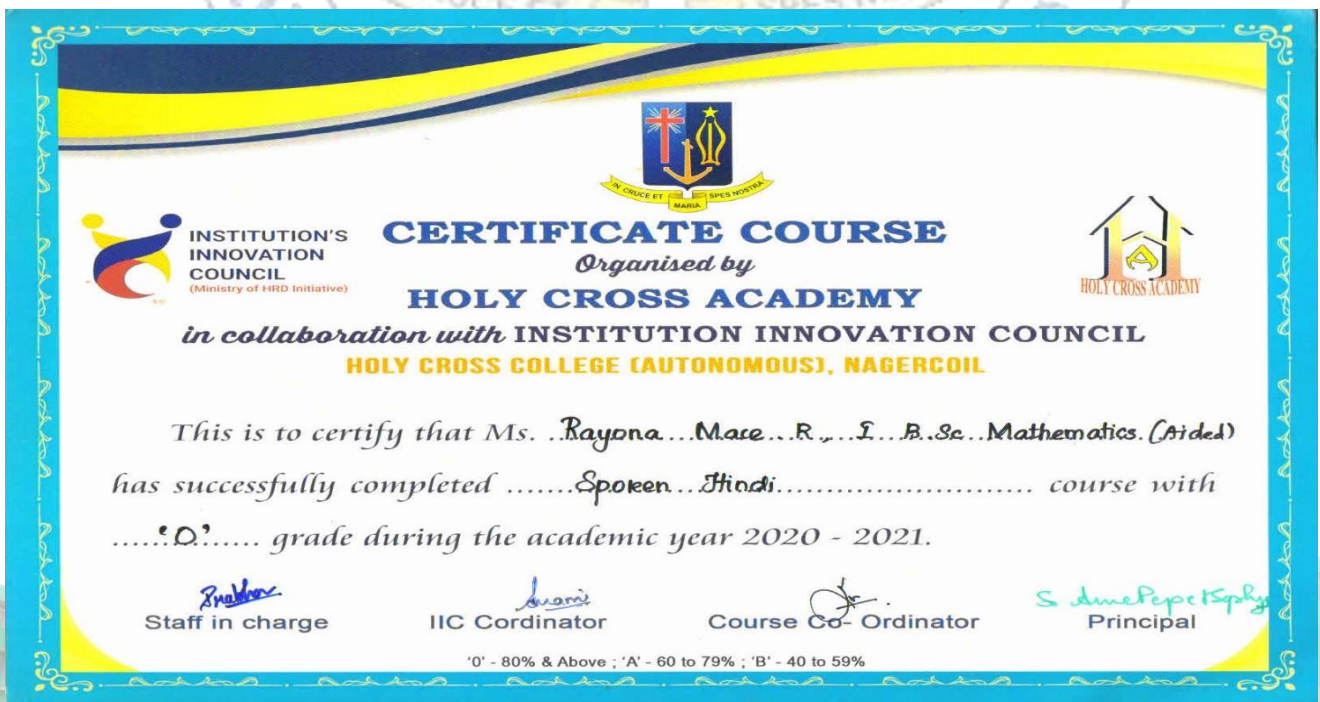 IN CRUCE ET MARIA SPES NOSTRA
INSTITUTION'S
INNOVATION
COUNCIL
(Ministry of HRD Initiative)
CERTIFICATE COURSE
Organised by
HOLY CROSS ACADEMY
HOLY CROSS ACADEMY
in collaboration with INSTITUTION INNOVATION COUNCIL
HOLY CROSS COLLEGE (AUTONOMOUS), NAGERCOIL
This is to certify that Ms. ..Rayona...Mace...R.,...I...B.Sc...Mathematics.(Aided)
has successfully completed .......Spoken...Hindi............................ course with
......'O'...... grade during the academic year 2020 - 2021.
Staff in charge
IIC Cordinator
Course Co- Ordinator
Principal
'0' - 80% & Above ; 'A' - 60 to 79% ; 'B' - 40 to 59%